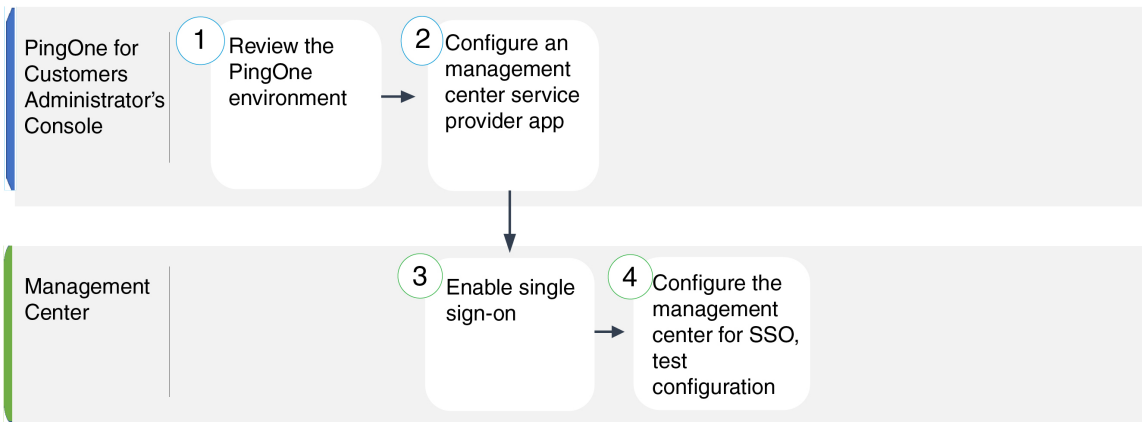 PingOne for
Customers
Administrator's
Console
1
Review the
PingOne
environment
2
Configure an
management
center service
provider app
Management
Center
3
Enable single
sign-on
4
Configure the
management
center for SSO,
test
configuration